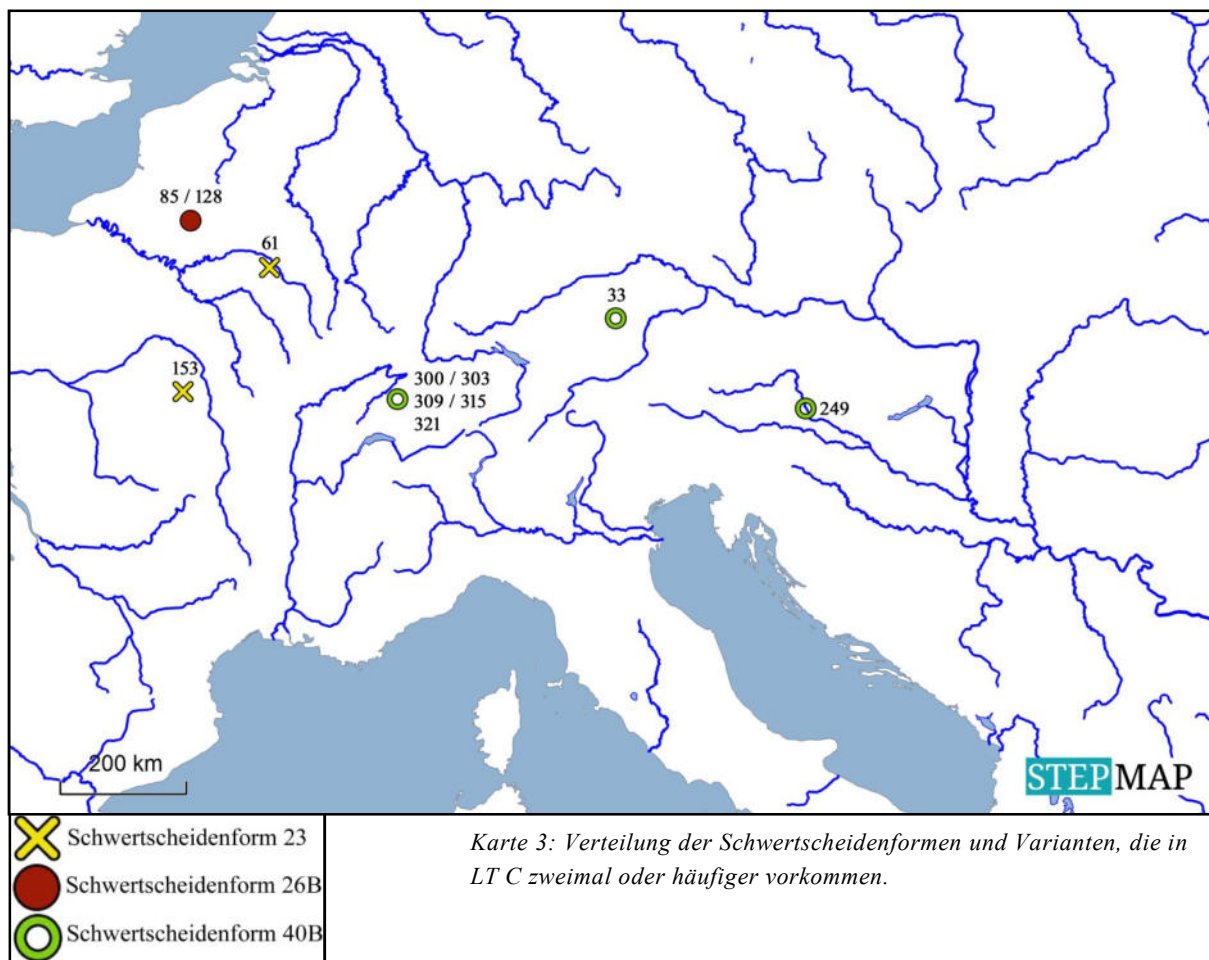 85 / 128
61
33
153
300 / 303
309 / 315
321
249
200 km
STEPMAP
Schwertscheidenform 23
Schwertscheidenform 26B
Schwertscheidenform 40B
Karte 3: Verteilung der Schwertscheidenformen und Varianten, die in
LT C zweimal oder häufiger vorkommen.